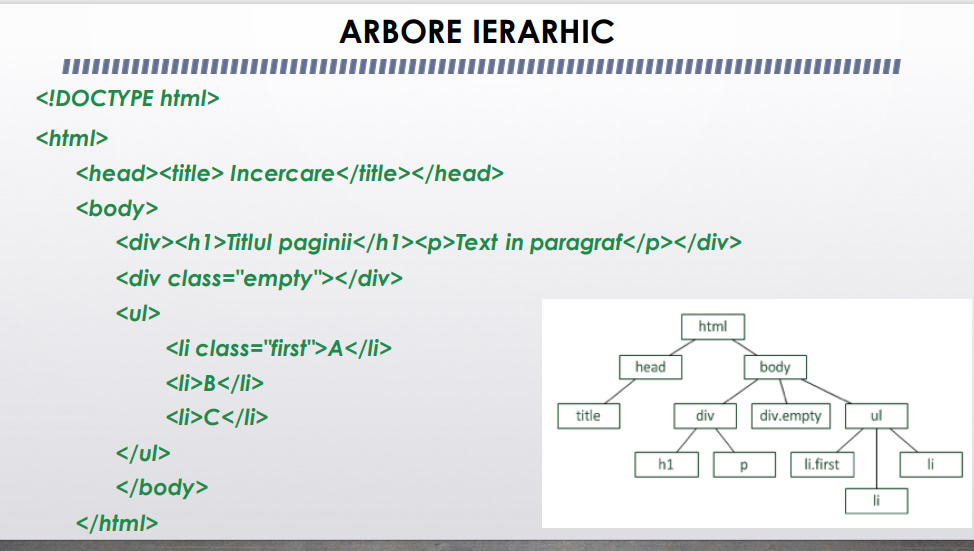 ARBORE IERARHIC
<!DOCTYPE html>
<html>
<head><title> Incercare</title></head>
<body>
<div><h1>Titlul paginii</h1><p>Text in paragraf</p></div>
<div class="empty"></div>
<ul>
<li class="first">A</li>
<li>B</li>
<li>C</li>
</ul>
</body>
</html>
html
head body
title div div.empty ul
h1 p li.first li
li